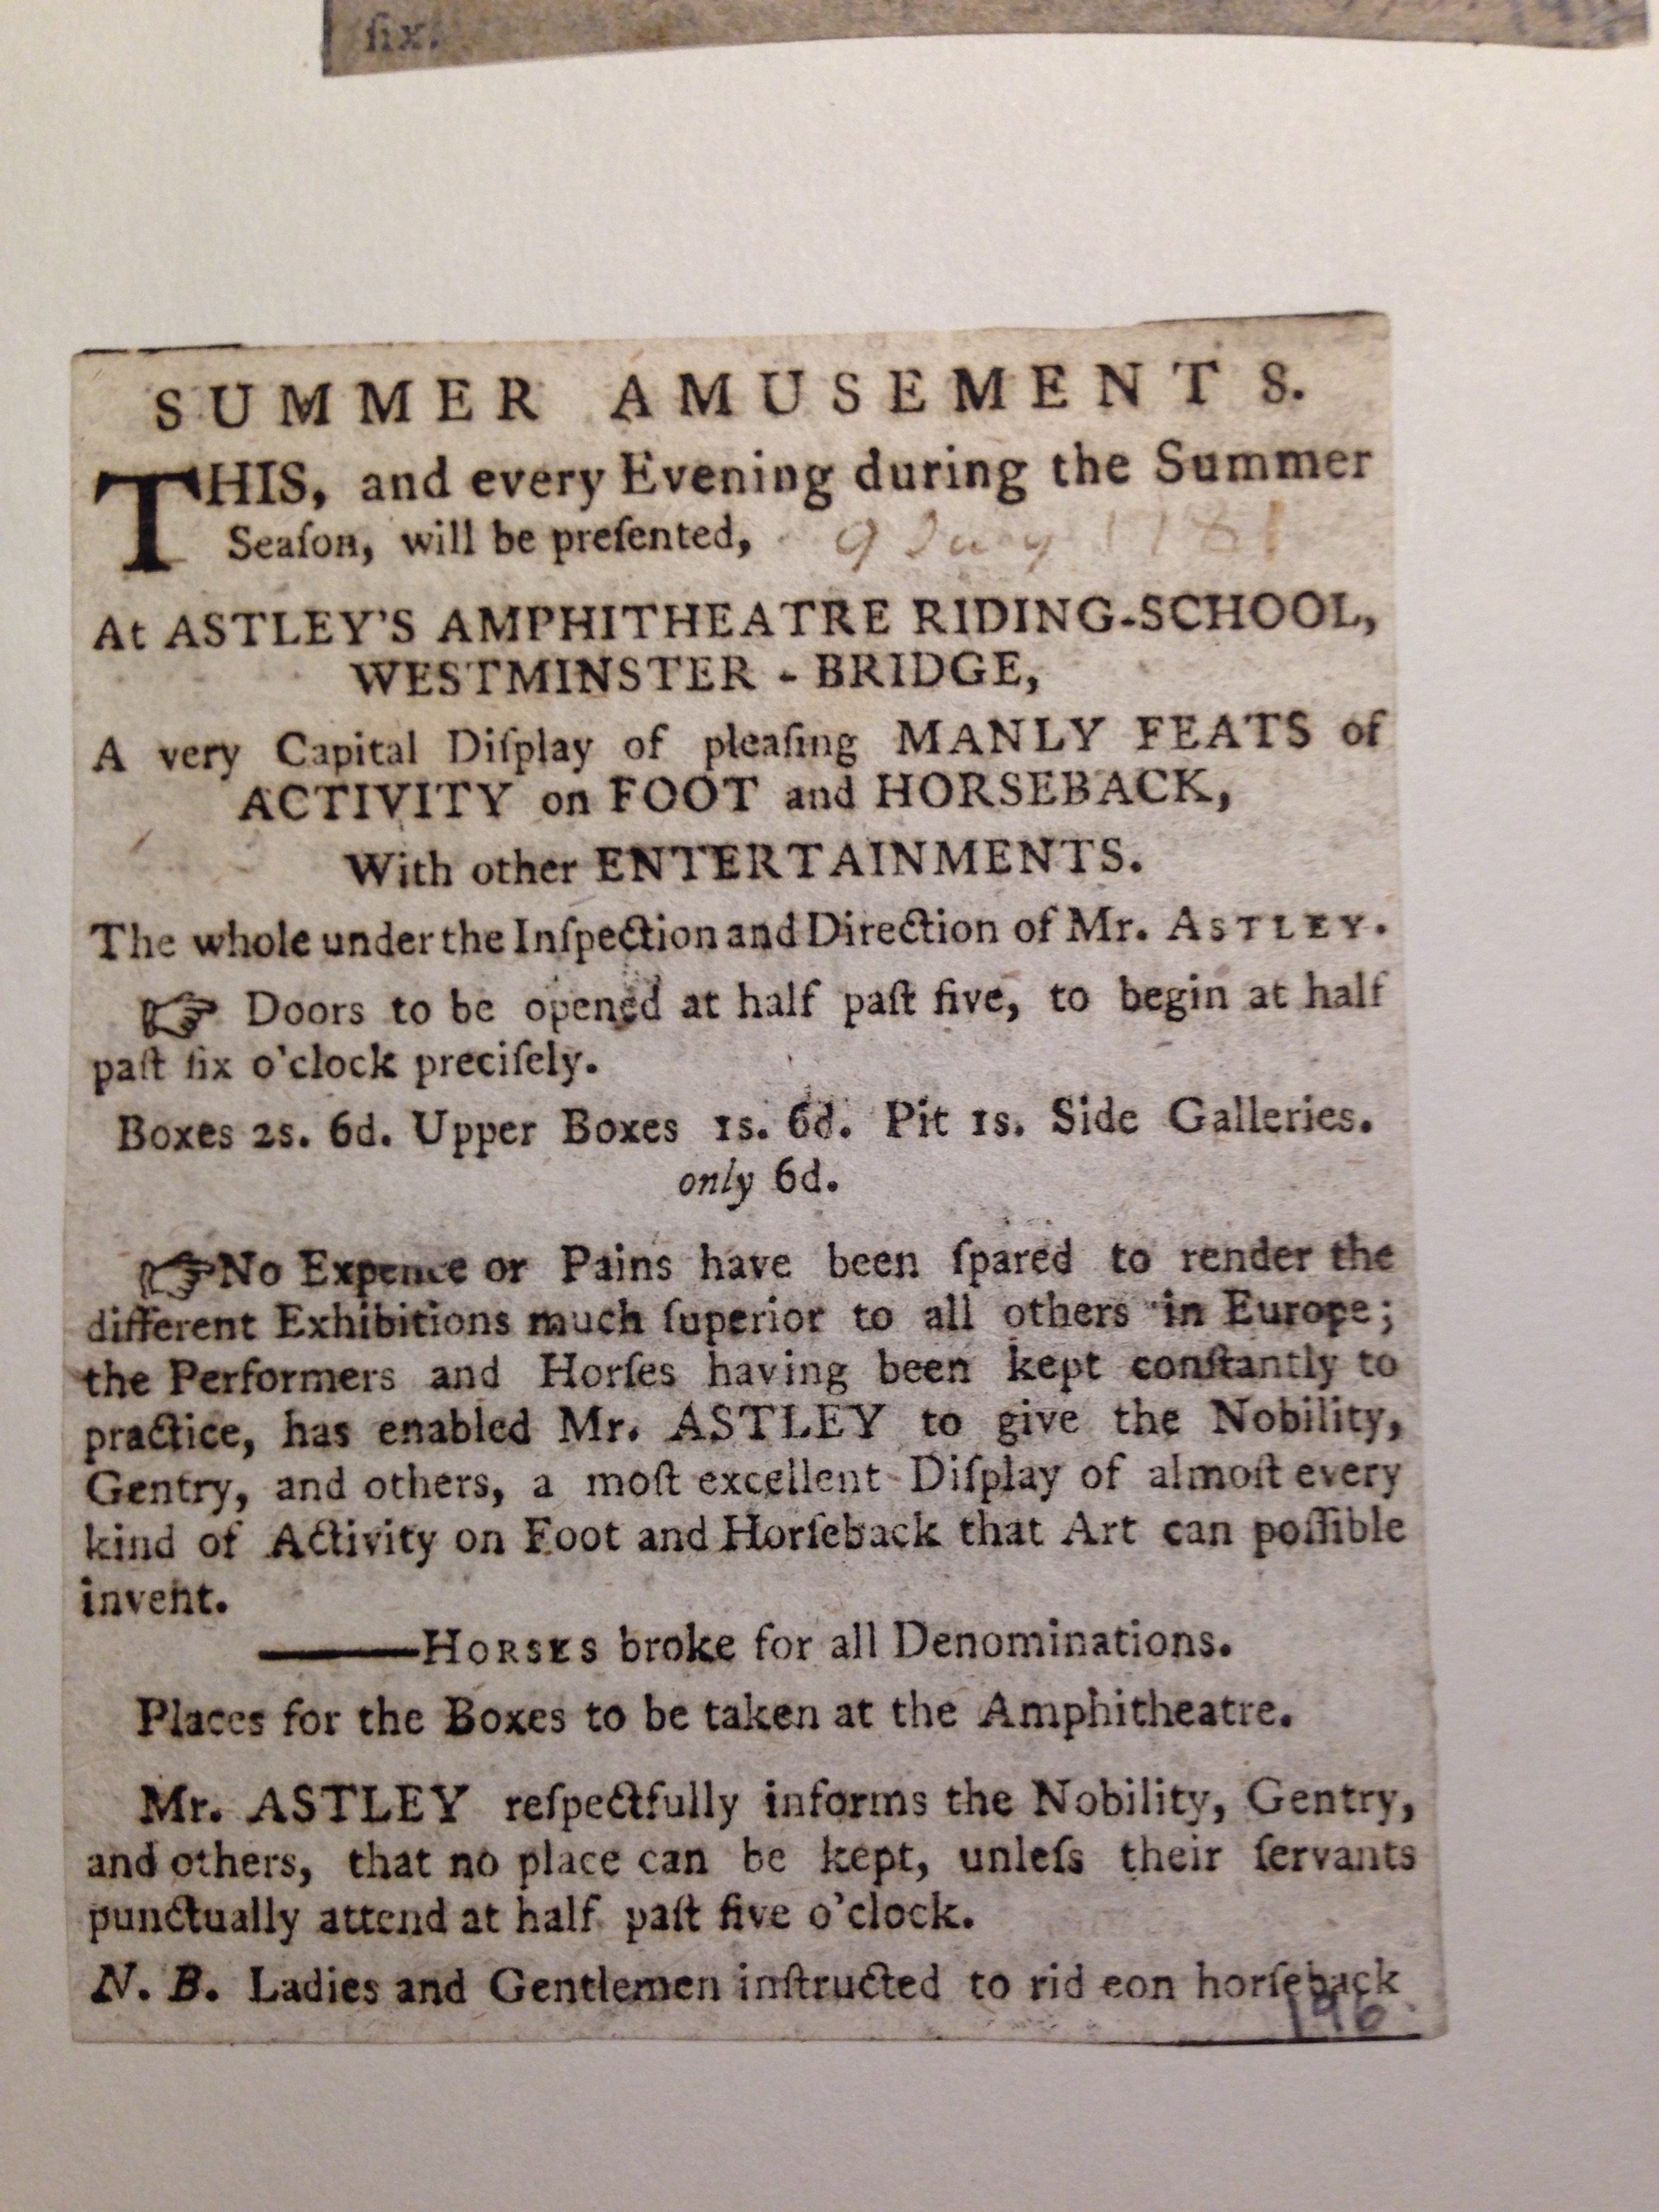 fix.
SUMMER AMUSEMENTS.
THIS, and every Evening during the Summer
Seaſon, will be preſented,
1781
At ASTLEY'S AMPHITHEATRE RIDING-SCHOOL,
WESTMINSTER - BRIDGE,
A very Capital Diſplay of pleaſing MANLY FEATS of
ACTIVITY on FOOT and HORSEBACK,
With other ENTERTAINMENTS.
The whole under the Inſpection and Direction of Mr. ASTLEY.
☞ Doors to be opened at half paſt five, to begin at half
paſt ſix o'clock preciſely.
Boxes 2s. 6d. Upper Boxes 1s. 6d. Pit 1s. Side Galleries.
only 6d.
☞ No Expence or Pains have been ſpared to render the
different Exhibitions much ſuperior to all others in Europe;
the Performers and Horſes having been kept conſtantly to
practice, has enabled Mr. ASTLEY to give the Nobility,
Gentry, and others, a moſt excellent Diſplay of almoſt every
kind of Activity on Foot and Horſeback that Art can poſſible
invent.
——HORSES broke for all Denominations.
Places for the Boxes to be taken at the Amphitheatre.
Mr. ASTLEY reſpectfully informs the Nobility, Gentry,
and others, that no place can be kept, unleſs their ſervants
punctually attend at half paſt five o'clock.
N. B. Ladies and Gentlemen inſtructed to rid eon horſeback
196